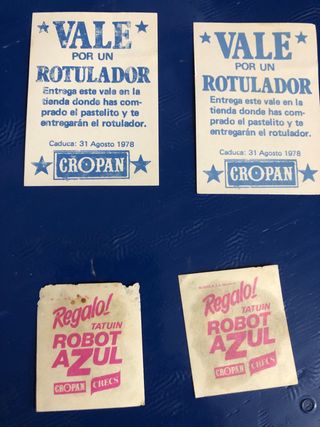 ★ VALE ★
POR UN
ROTULADOR
Entrega este vale en la
tienda donde has com-
prado el pastelito y te
entregarán el rotulador.
Caduca: 31 Agosto 1978
★ CROPAN ★
★ VALE ★
POR UN
ROTULADOR
Entrega este vale en la
tienda donde has com-
prado el pastelito y te
entregarán el rotulador.
Caduca: 31 Agosto 1978
★ CROPAN
Regalo!
TATUIN
ROBOT
AZUL
CROPAN CRECS
Regalo!
TATUIN
ROBOT
AZUL
CROPAN CRECS